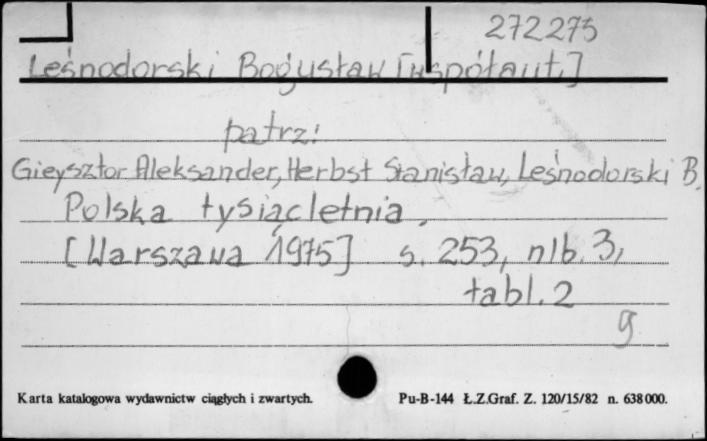 272275
Leśnodorski Bogusław [współaut.]
patrz:
Gieysztor Aleksander, Herbst Stanisław, Leśnodorski B.
Polska tysiącletnia.
[Warszawa 1975] s. 253, nlb. 3,
tabl. 2
g
Karta katalogowa wydawnictw ciągłych i zwartych. Pu-B-144 Ł.Z.Graf. Z. 120/15/82 n. 638000.